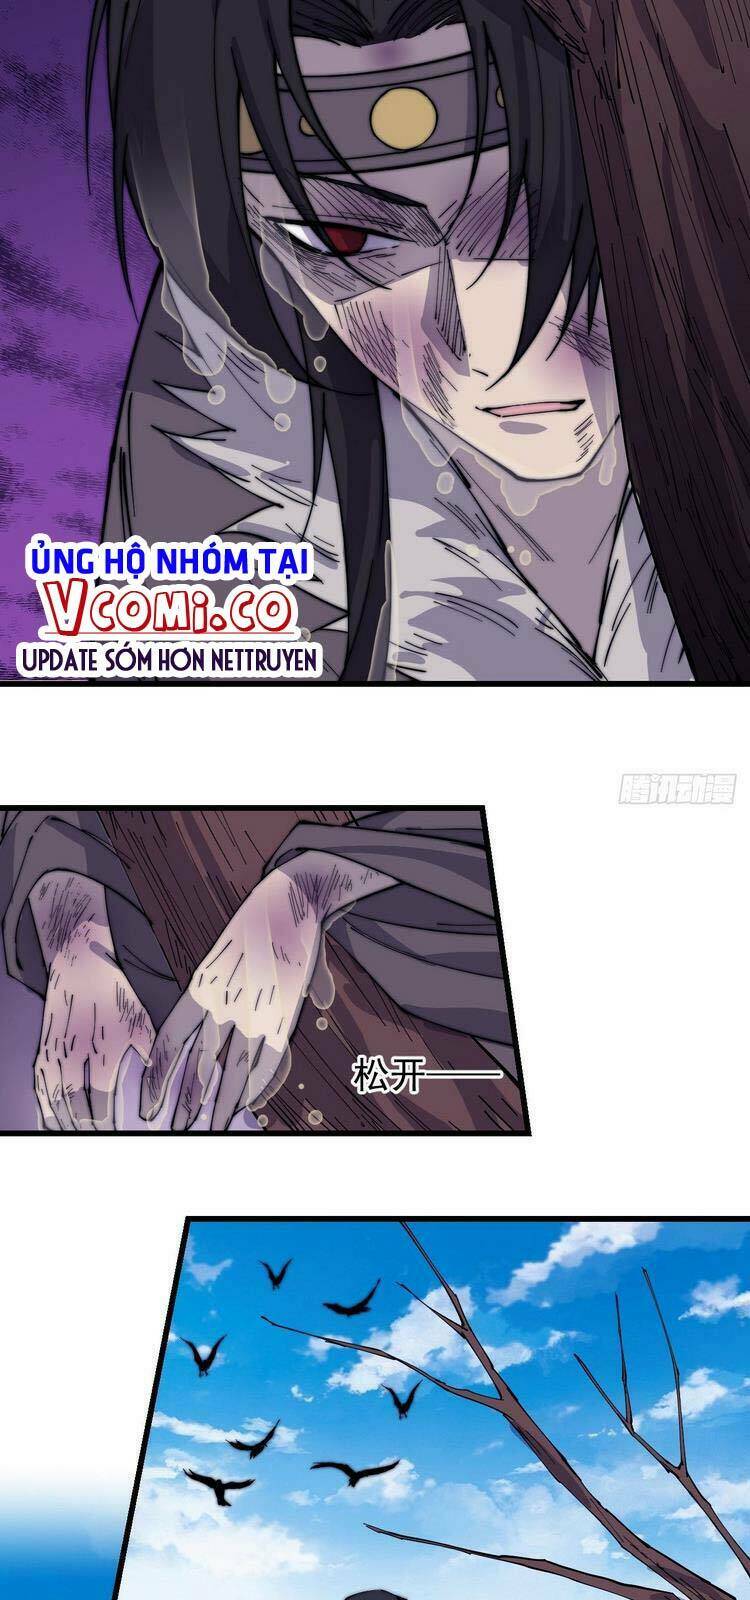 ỦNG HỘ NHÓM TẠI
VCOMI.CO
UPDATE SỚM HƠN NETTRUYEN
腾讯动漫
松开——